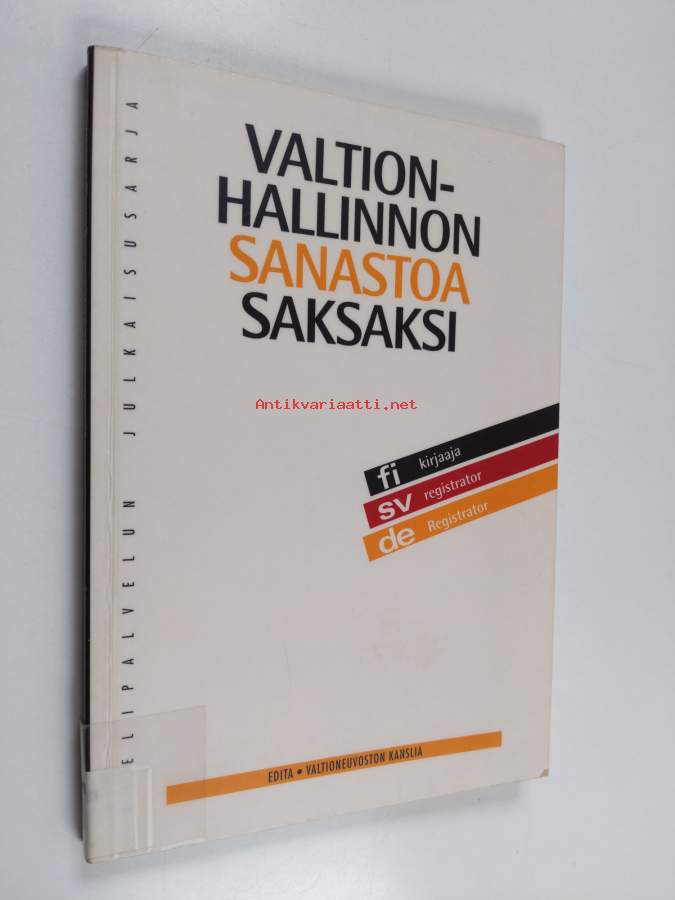 VALTION-
HALLINNON
SANASTOA
SAKSAKSI
Antikvariaatti.net
fi kirjaaja
sv registrator
de Registrator
EDITA • VALTIONEUVOSTON KANSLIA
ELIPALVELUN JULKAISUSARJA